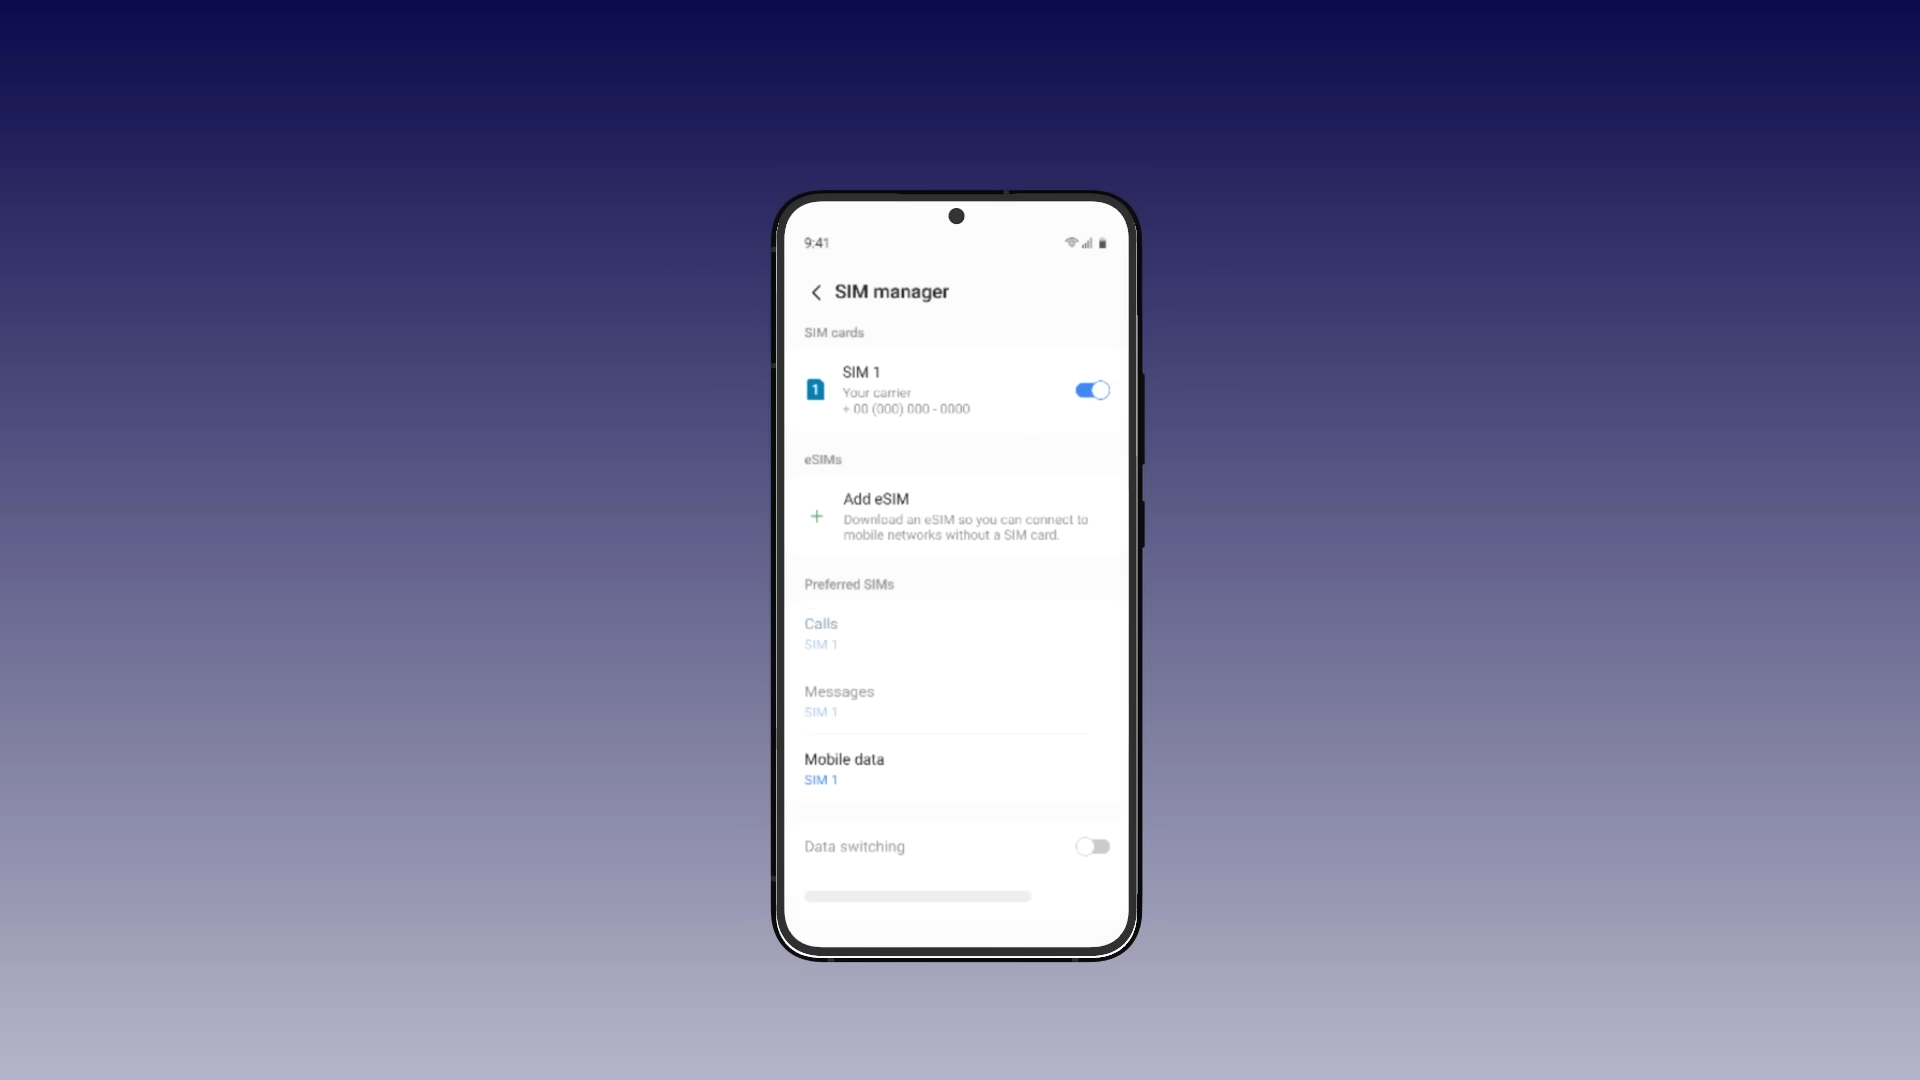 9:41
SIM manager
SIM cards
1
SIM 1
Your carrier
+ 00 (000) 000 - 0000
eSIMs
Add eSIM
Download an eSIM so you can connect to
mobile networks without a SIM card.
Preferred SIMs
Calls
SIM 1
Messages
SIM 1
Mobile data
SIM 1
Data switching